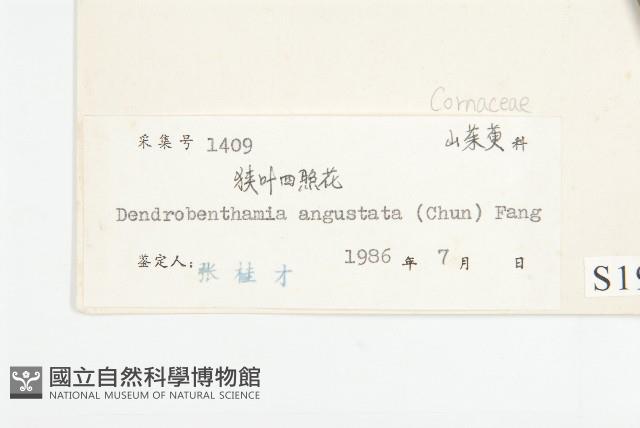 Cornaceae
采集号 1409 山茱萸 科
狭叶四照花
Dendrobenthamia angustata (Chun) Fang
鉴定人: 张桂才 1986 年 7 月 日
S19
國立自然科學博物館
NATIONAL MUSEUM OF NATURAL SCIENCE